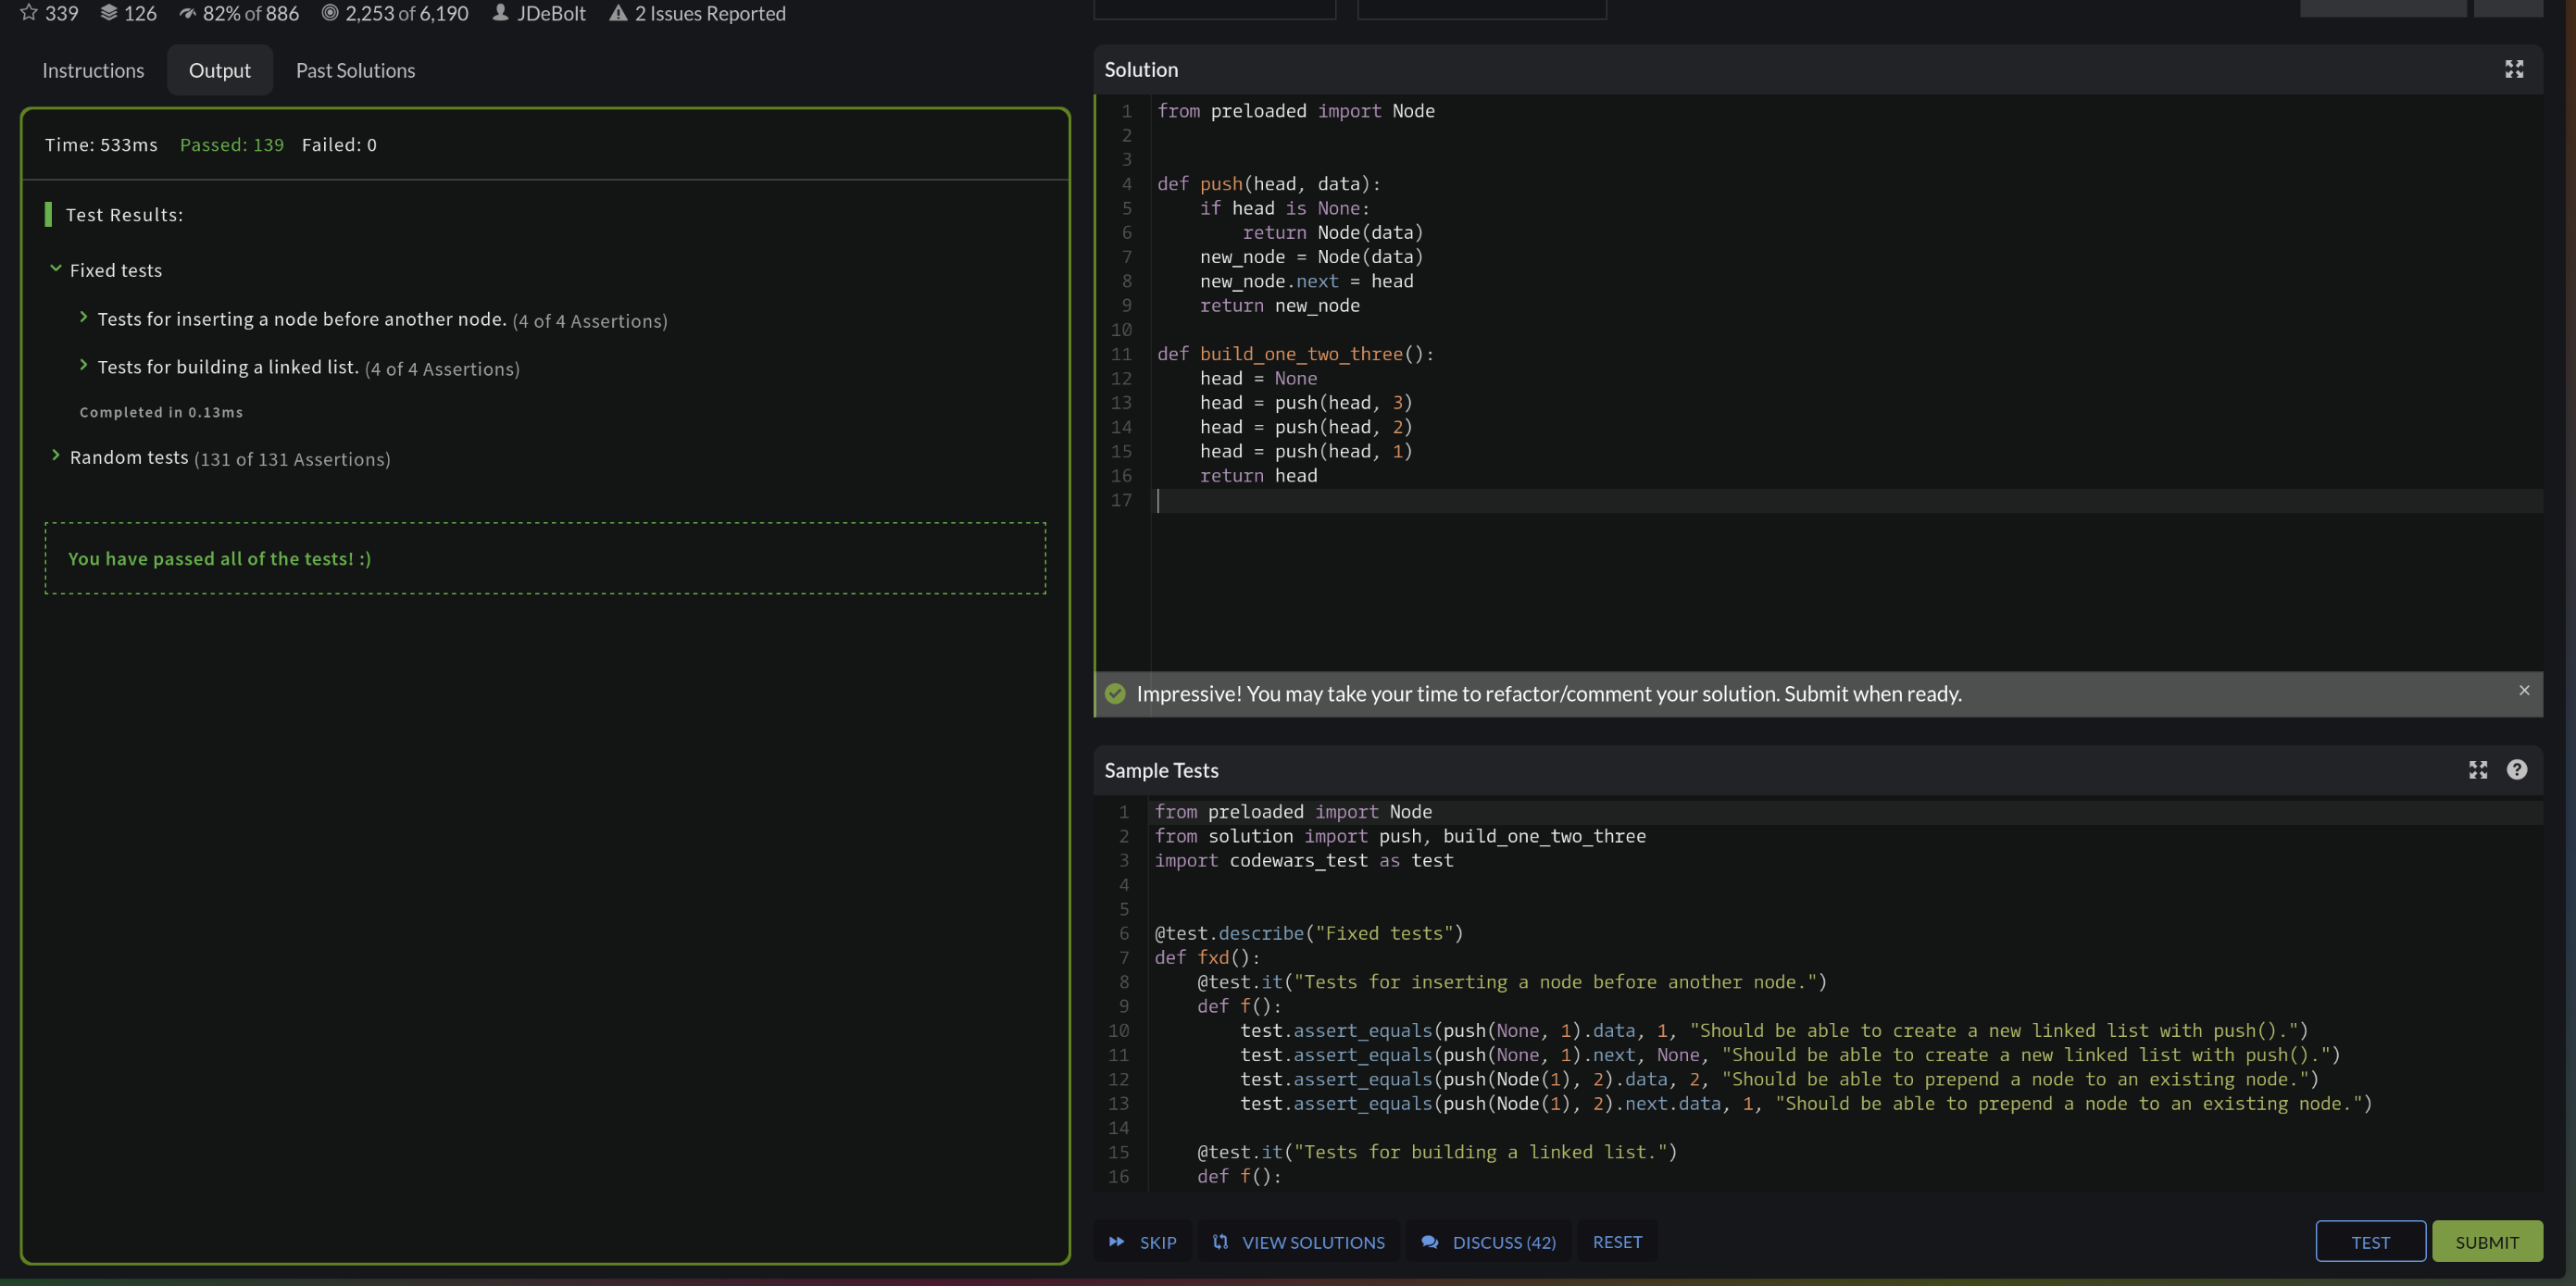 339 126 82% of 886 2,253 of 6,190 JDeBolt 2 Issues Reported
Instructions Output Past Solutions
Time: 533ms Passed: 139 Failed: 0
Test Results:
Fixed tests
Tests for inserting a node before another node. (4 of 4 Assertions)
Tests for building a linked list. (4 of 4 Assertions)
Completed in 0.13ms
Random tests (131 of 131 Assertions)
You have passed all of the tests! :)
Solution
1 from preloaded import Node
2
3
4 def push(head, data):
5     if head is None:
6         return Node(data)
7     new_node = Node(data)
8     new_node.next = head
9     return new_node
10
11 def build_one_two_three():
12     head = None
13     head = push(head, 3)
14     head = push(head, 2)
15     head = push(head, 1)
16     return head
17
Impressive! You may take your time to refactor/comment your solution. Submit when ready. ×
Sample Tests ?
1 from preloaded import Node
2 from solution import push, build_one_two_three
3 import codewars_test as test
4
5
6 @test.describe("Fixed tests")
7 def fxd():
8     @test.it("Tests for inserting a node before another node.")
9     def f():
10         test.assert_equals(push(None, 1).data, 1, "Should be able to create a new linked list with push().")
11         test.assert_equals(push(None, 1).next, None, "Should be able to create a new linked list with push().")
12         test.assert_equals(push(Node(1), 2).data, 2, "Should be able to prepend a node to an existing node.")
13         test.assert_equals(push(Node(1), 2).next.data, 1, "Should be able to prepend a node to an existing node.")
14
15     @test.it("Tests for building a linked list.")
16     def f():
SKIP VIEW SOLUTIONS DISCUSS (42) RESET TEST SUBMIT